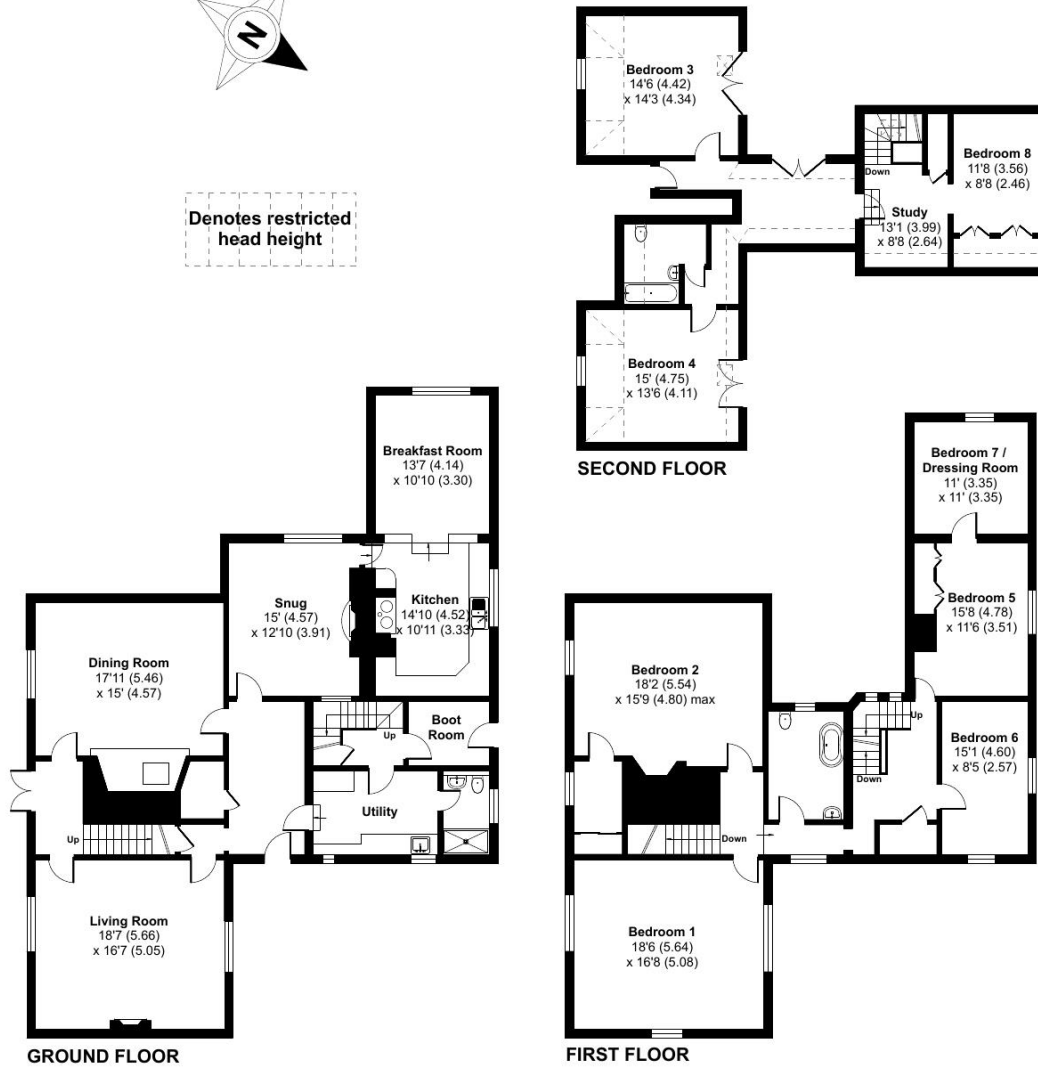 N
Denotes restricted
head height
Bedroom 3
14'6 (4.42)
x 14'3 (4.34)
Down
Bedroom 8
11'8 (3.56)
x 8'8 (2.46)
Study
13'1 (3.99)
x 8'8 (2.64)
Bedroom 4
15' (4.75)
x 13'6 (4.11)
SECOND FLOOR
Breakfast Room
13'7 (4.14)
x 10'10 (3.30)
Snug
15' (4.57)
x 12'10 (3.91)
Kitchen
14'10 (4.52)
x 10'11 (3.33)
Dining Room
17'11 (5.46)
x 15' (4.57)
Boot
Room
Up
Utility
Up
Living Room
18'7 (5.66)
x 16'7 (5.05)
GROUND FLOOR
Bedroom 7 /
Dressing Room
11' (3.35)
x 11' (3.35)
Bedroom 5
15'8 (4.78)
x 11'6 (3.51)
Bedroom 2
18'2 (5.54)
x 15'9 (4.80) max
Up
Down
Bedroom 6
15'1 (4.60)
x 8'5 (2.57)
Down
Bedroom 1
18'6 (5.64)
x 16'8 (5.08)
FIRST FLOOR